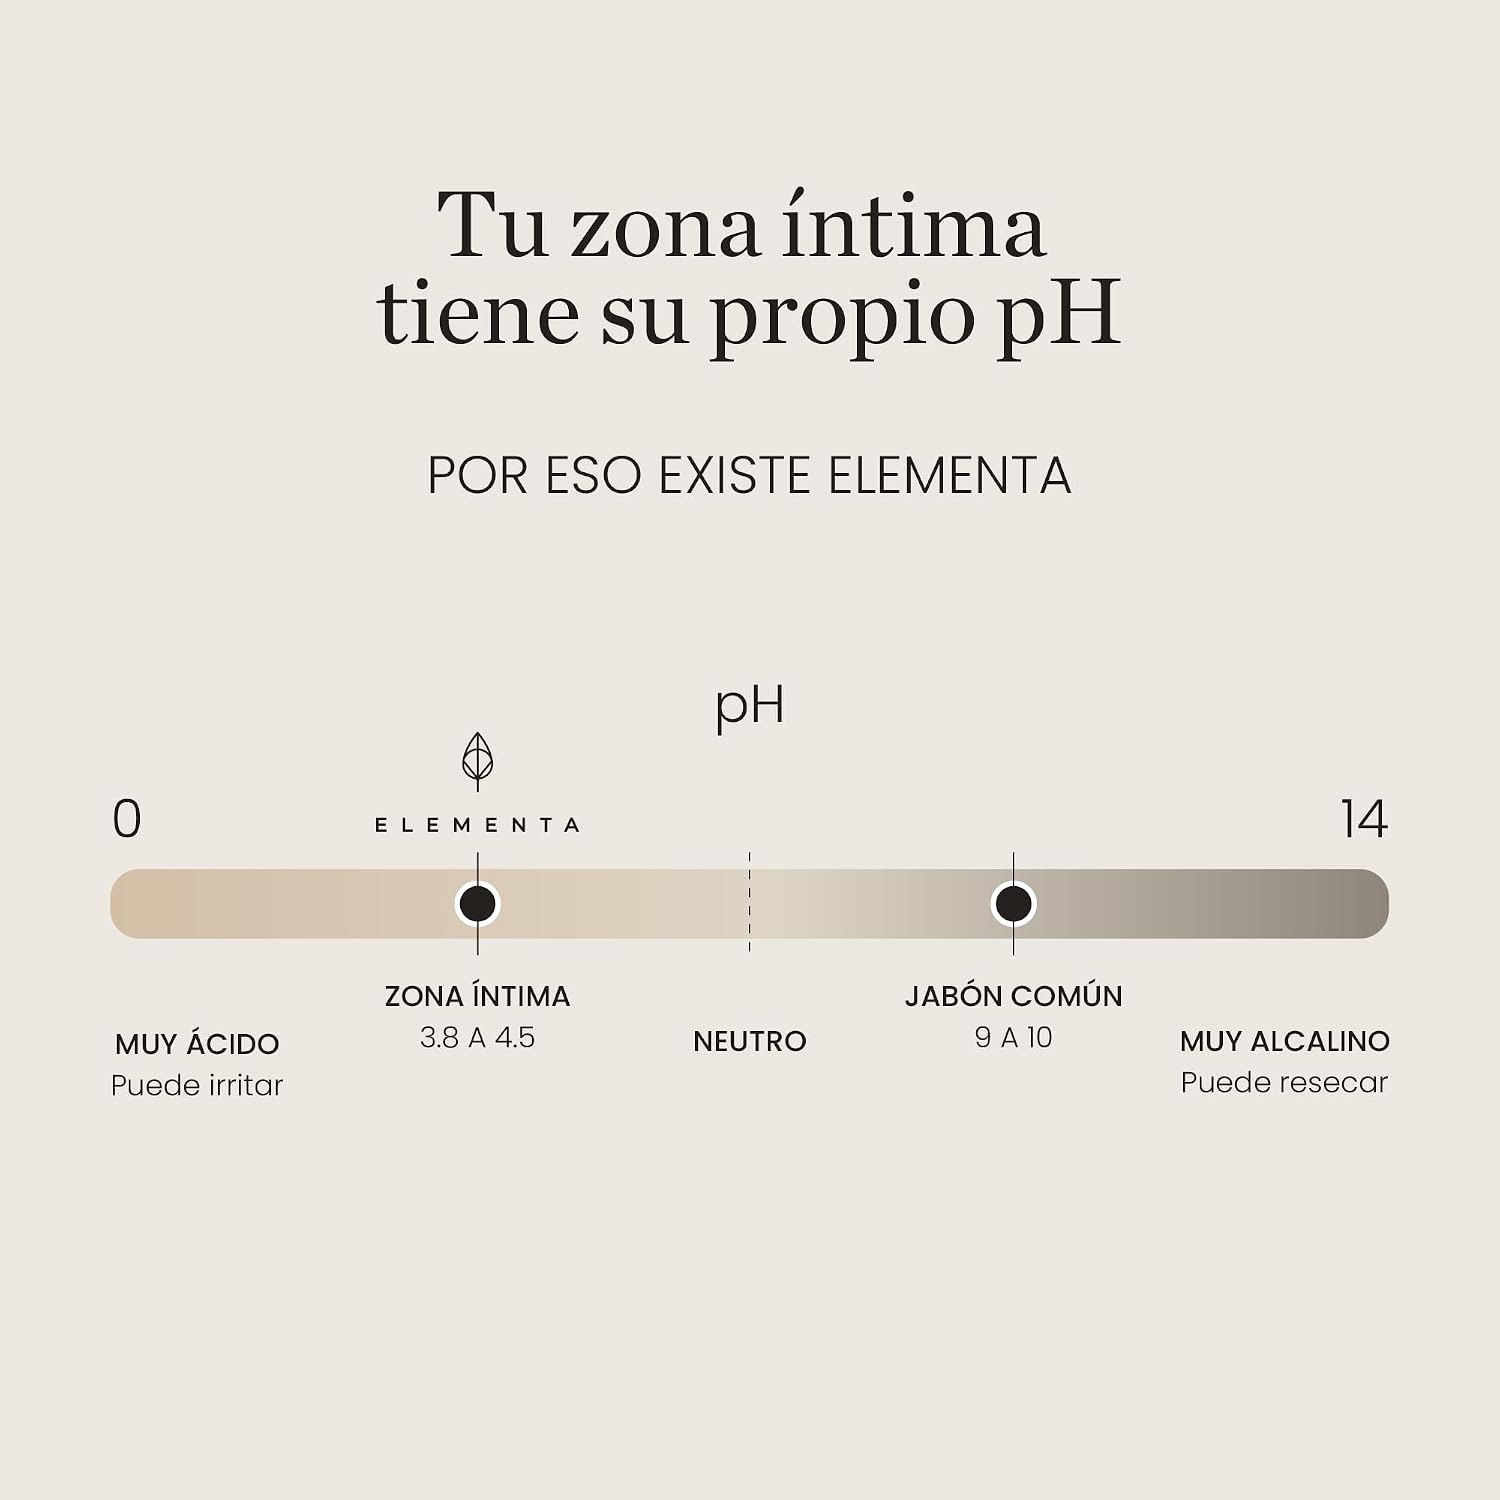 Tu zona íntima
tiene su propio pH
POR ESO EXISTE ELEMENTA
pH
0
ELEMENTA
14
ZONA ÍNTIMA
3.8 A 4.5
JABÓN COMÚN
9 A 10
MUY ÁCIDO
Puede irritar
NEUTRO
MUY ALCALINO
Puede resecar